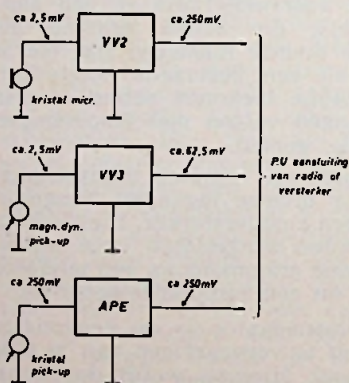 ca 2,5mV
VV2
ca.250mV.
kristal micr.
ca.2,5mV
VV3
ca.62,5mV
magn.dyn.
pick-up
P.U aansluiting
van radio of
versterker
ca 250mV
APE
ca 250mV
kristal
pick-up